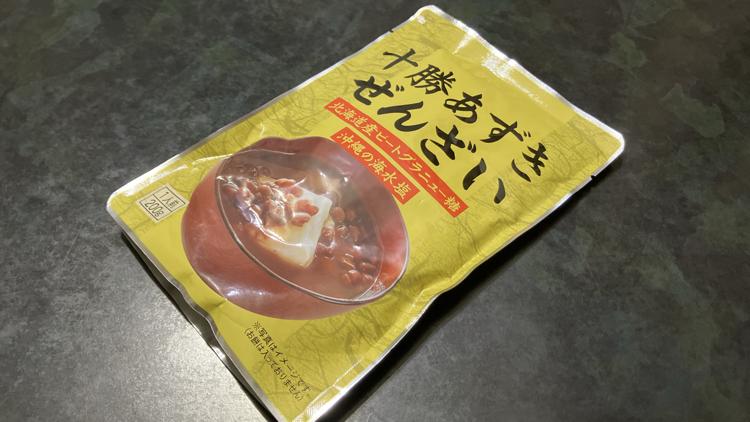 十勝あずき
ぜんざい
北海道産ビートグラニュー糖
沖縄の海水塩
1人前
200g
※写真はイメージです。
(お餅は入っておりません)